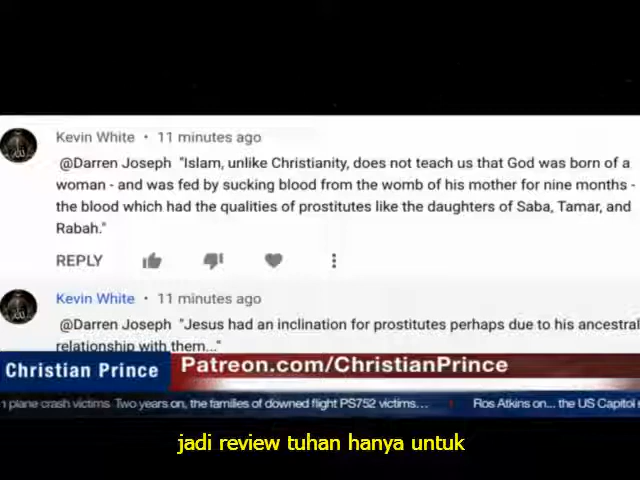 Kevin White • 11 minutes ago
@Darren Joseph "Islam, unlike Christianity, does not teach us that God was born of a
woman - and was fed by sucking blood from the womb of his mother for nine months -
the blood which had the qualities of prostitutes like the daughters of Saba, Tamar, and
Rabah."
REPLY
Kevin White • 11 minutes ago
@Darren Joseph "Jesus had an inclination for prostitutes perhaps due to his ancestral
relationship with them..."
Christian Prince
Patreon.com/ChristianPrince
plane crash victims Two years on, the families of downed flight PS752 victims... Ros Atkins on... the US Capitol
jadi review tuhan hanya untuk